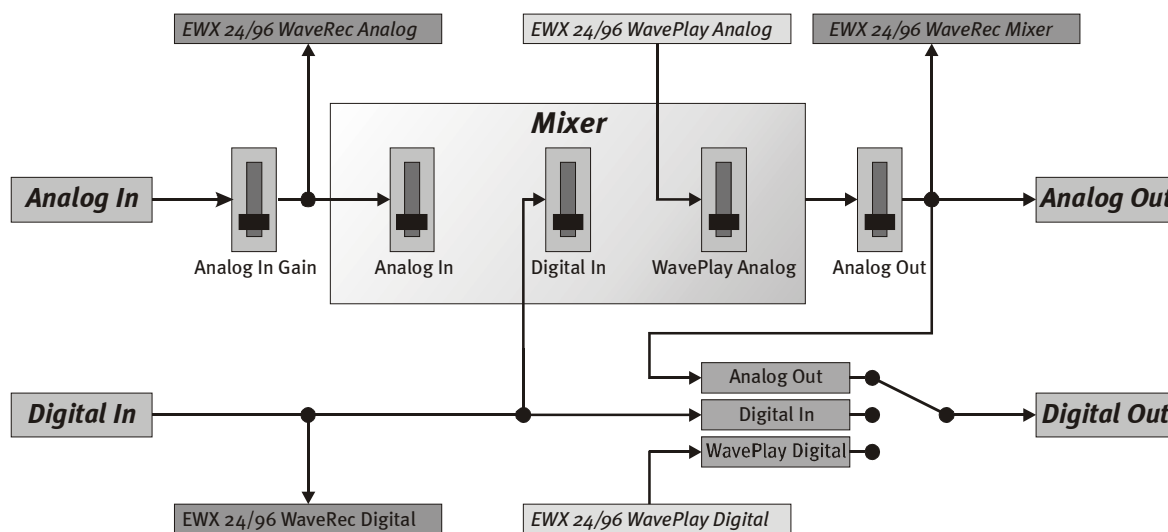 EWX 24/96 WaveRec Analog
EWX 24/96 WavePlay Analog
EWX 24/96 WaveRec Mixer
Mixer
Analog In
Analog Out
Analog In Gain
Analog In
Digital In
WavePlay Analog
Analog Out
Analog Out
Digital In
Digital In
Digital Out
WavePlay Digital
EWX 24/96 WaveRec Digital
EWX 24/96 WavePlay Digital